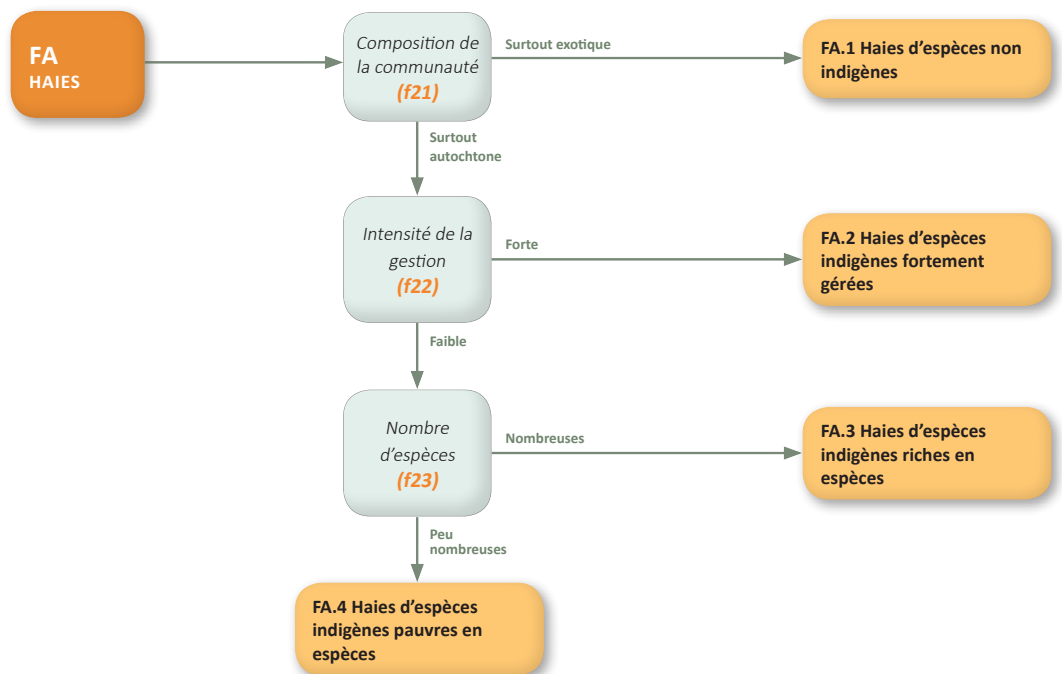 FA
HAIES
Composition de
la communauté
(f21)
Surtout exotique
FA.1 Haies d’espèces non
indigènes
Surtout
autochtone
Intensité de la
gestion
(f22)
Forte
FA.2 Haies d’espèces
indigènes fortement
gérées
Faible
Nombre
d’espèces
(f23)
Nombreuses
FA.3 Haies d’espèces
indigènes riches en
espèces
Peu
nombreuses
FA.4 Haies d’espèces
indigènes pauvres en
espèces